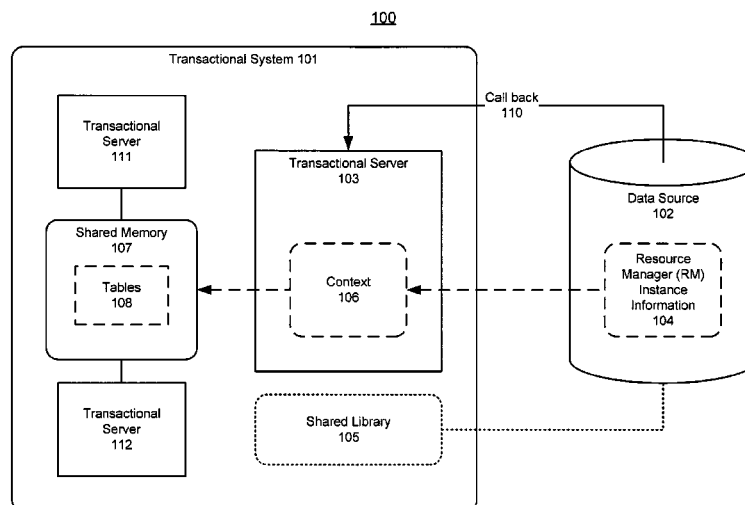 100
Transactional System 101
Call back
110
Transactional
Server
111
Transactional Server
103
Data Source
102
Shared Memory
107
Tables
108
Context
106
Resource
Manager (RM)
Instance
Information
104
Transactional
Server
112
Shared Library
105